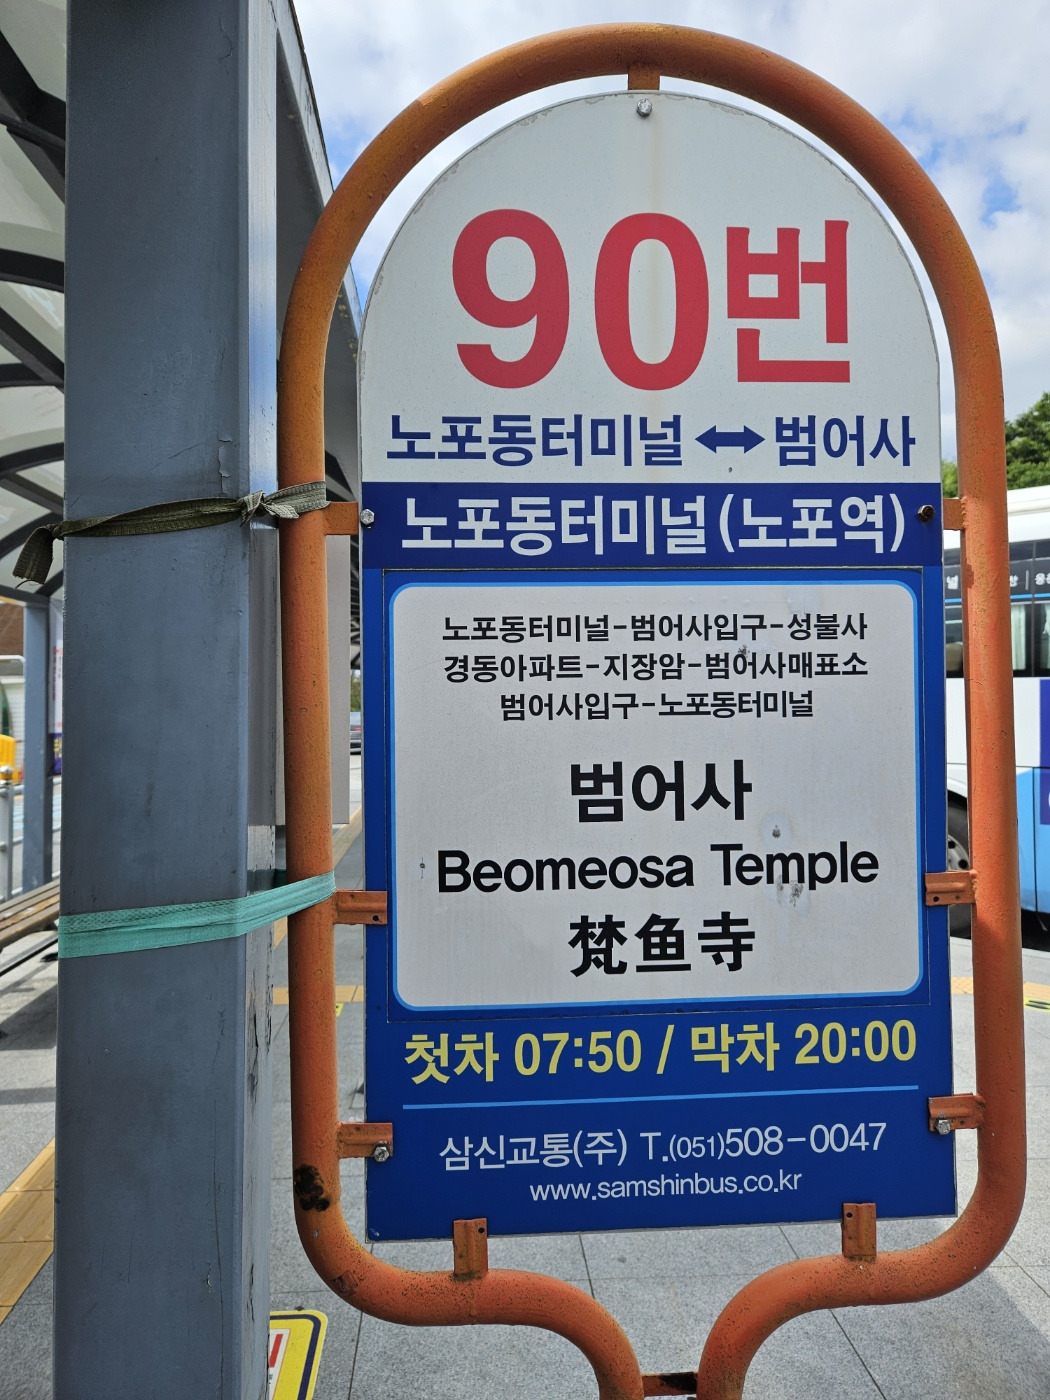 90번
노포동터미널↔범어사
노포동터미널(노포역)
노포동터미널-범어사입구-성불사
경동아파트-지장암-범어사매표소
범어사입구-노포동터미널
범어사
Beomeosa Temple
梵鱼寺
첫차 07:50 / 막차 20:00
삼신교통(주) T.(051)508-0047
www.samshinbus.co.kr